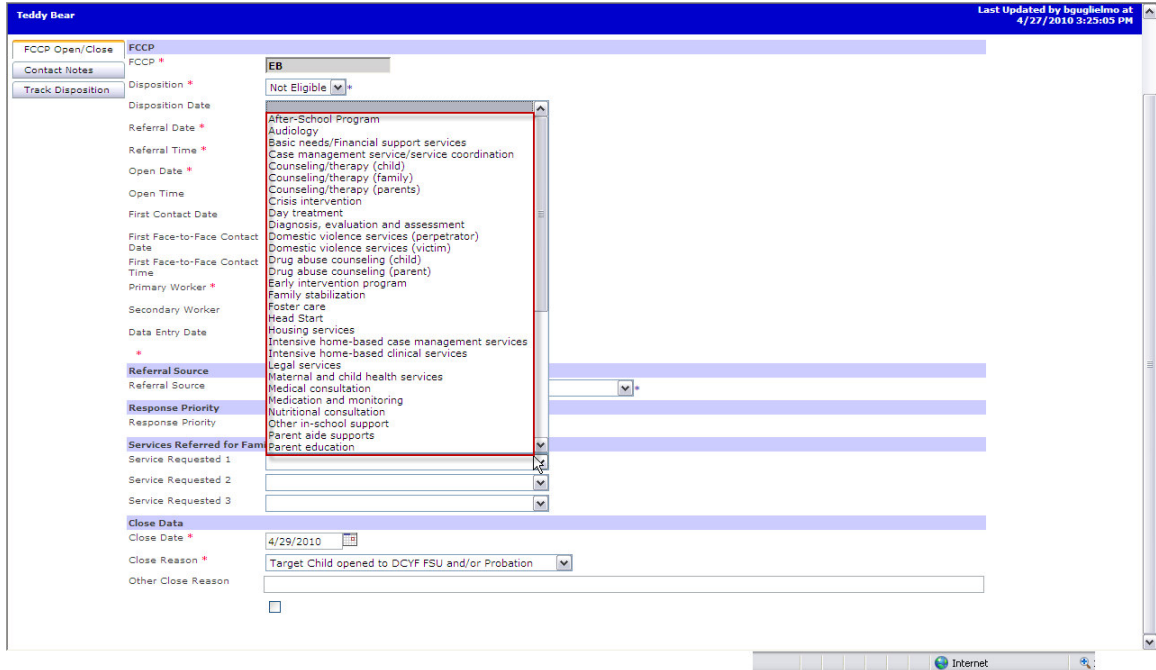 Teddy Bear
Last Updated by bguglielmo at
4/27/2010 3:25:05 PM
FCCP Open/Close
Contact Notes
Track Disposition
FCCP
FCCP *
EB
Disposition *
Not Eligible *
Disposition Date
Referral Date *
Referral Time *
Open Date *
Open Time
First Contact Date
First Face-to-Face Contact
Date
First Face-to-Face Contact
Time
Primary Worker *
Secondary Worker
Data Entry Date
*
After-School Program
Audiology
Basic needs/Financial support services
Case management service/service coordination
Counseling/therapy (child)
Counseling/therapy (family)
Counseling/therapy (parents)
Crisis intervention
Day treatment
Diagnosis, evaluation and assessment
Domestic violence services (perpetrator)
Domestic violence services (victim)
Drug abuse counseling (child)
Drug abuse counseling (parent)
Early intervention program
Family stabilization
Foster care
Head Start
Housing services
Intensive home-based case management services
Intensive home-based clinical services
Legal services
Maternal and child health services
Medical consultation
Medication and monitoring
Nutritional consultation
Other in-school support
Parent aide supports
Parent education
Referral Source
Referral Source
*
Response Priority
Response Priority
Services Referred for Fami
Service Requested 1
Service Requested 2
Service Requested 3
Close Data
Close Date *
4/29/2010
Close Reason *
Target Child opened to DCYF FSU and/or Probation
Other Close Reason
Internet